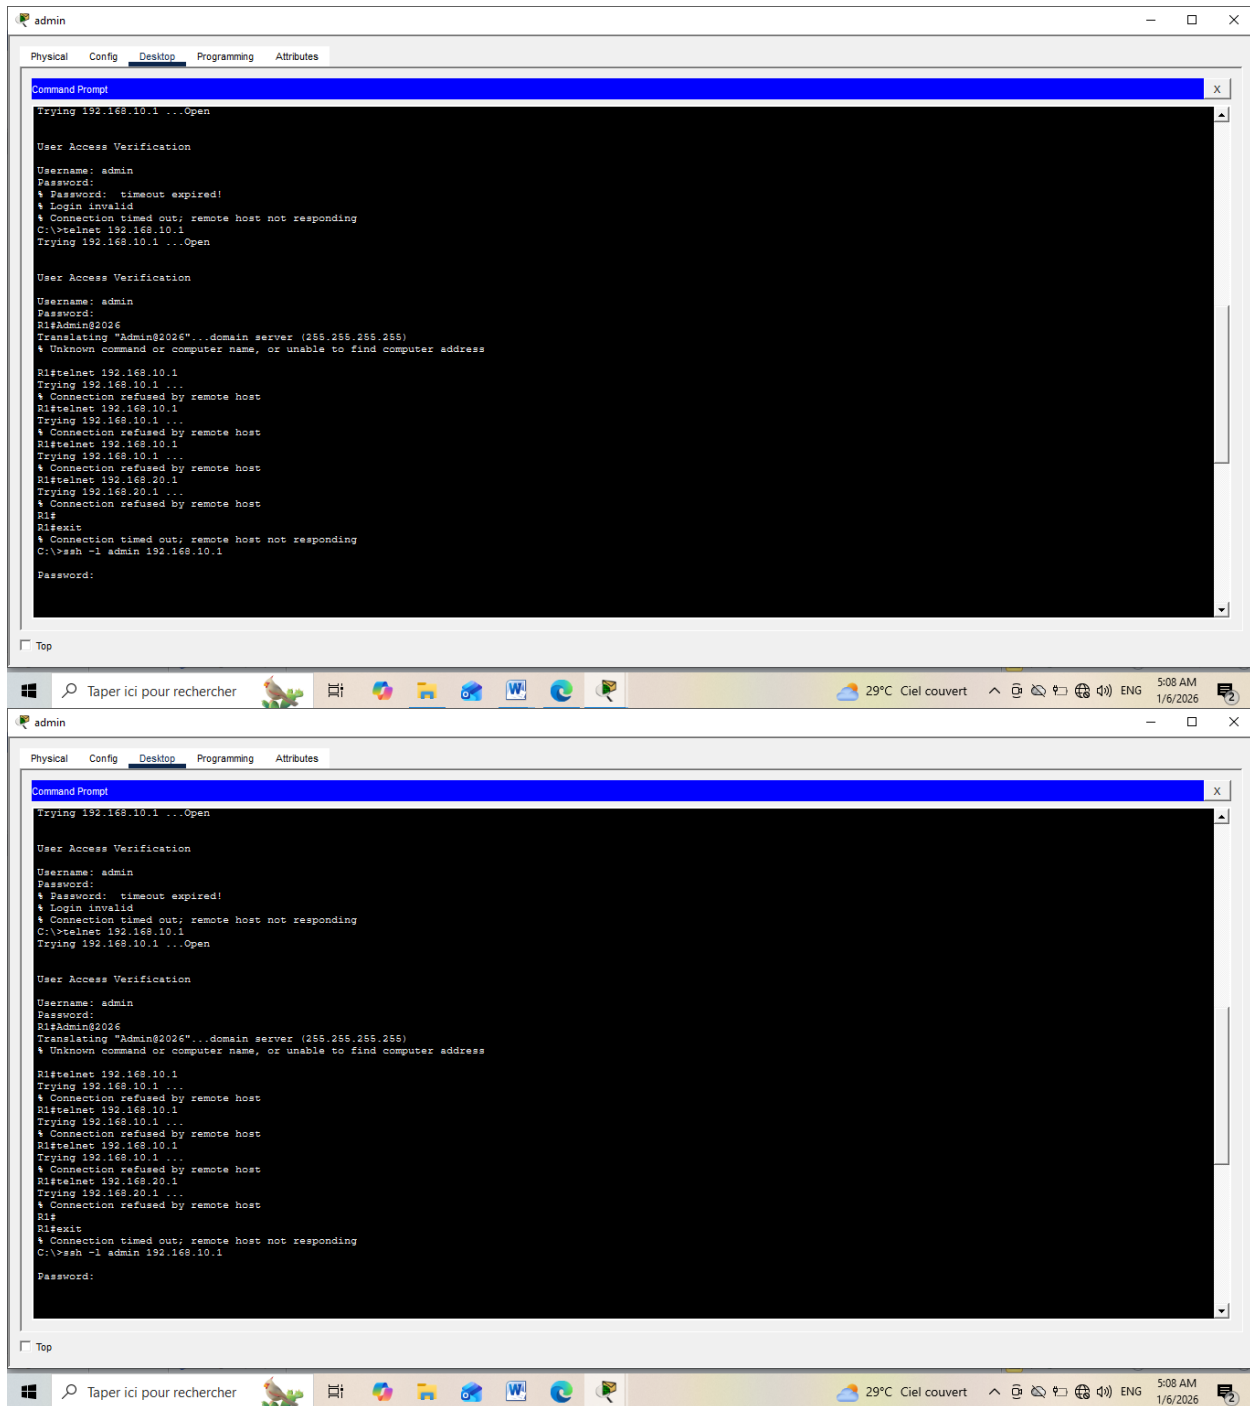 admin
Physical Config Desktop Programming Attributes
Command Prompt X
Trying 192.168.10.1 ...Open
User Access Verification
Username: admin
Password:
% Password:  timeout expired!
% Login invalid
% Connection timed out; remote host not responding
C:\>telnet 192.168.10.1
Trying 192.168.10.1 ...Open
User Access Verification
Username: admin
Password:
R1#Admin@2026
Translating "Admin@2026"...domain server (255.255.255.255)
% Unknown command or computer name, or unable to find computer address
R1#telnet 192.168.10.1
Trying 192.168.10.1 ...
% Connection refused by remote host
R1#telnet 192.168.10.1
Trying 192.168.10.1 ...
% Connection refused by remote host
R1#telnet 192.168.10.1
Trying 192.168.10.1 ...
% Connection refused by remote host
R1#telnet 192.168.20.1
Trying 192.168.20.1 ...
% Connection refused by remote host
R1#
R1#exit
% Connection timed out; remote host not responding
C:\>ssh -l admin 192.168.10.1
Password:
Top
Taper ici pour rechercher
29°C Ciel couvert
ENG
5:08 AM
1/6/2026
2
admin
Physical Config Desktop Programming Attributes
Command Prompt X
Trying 192.168.10.1 ...Open
User Access Verification
Username: admin
Password:
% Password:  timeout expired!
% Login invalid
% Connection timed out; remote host not responding
C:\>telnet 192.168.10.1
Trying 192.168.10.1 ...Open
User Access Verification
Username: admin
Password:
R1#Admin@2026
Translating "Admin@2026"...domain server (255.255.255.255)
% Unknown command or computer name, or unable to find computer address
R1#telnet 192.168.10.1
Trying 192.168.10.1 ...
% Connection refused by remote host
R1#telnet 192.168.10.1
Trying 192.168.10.1 ...
% Connection refused by remote host
R1#telnet 192.168.10.1
Trying 192.168.10.1 ...
% Connection refused by remote host
R1#telnet 192.168.20.1
Trying 192.168.20.1 ...
% Connection refused by remote host
R1#
R1#exit
% Connection timed out; remote host not responding
C:\>ssh -l admin 192.168.10.1
Password:
Top
Taper ici pour rechercher
29°C Ciel couvert
ENG
5:08 AM
1/6/2026
2